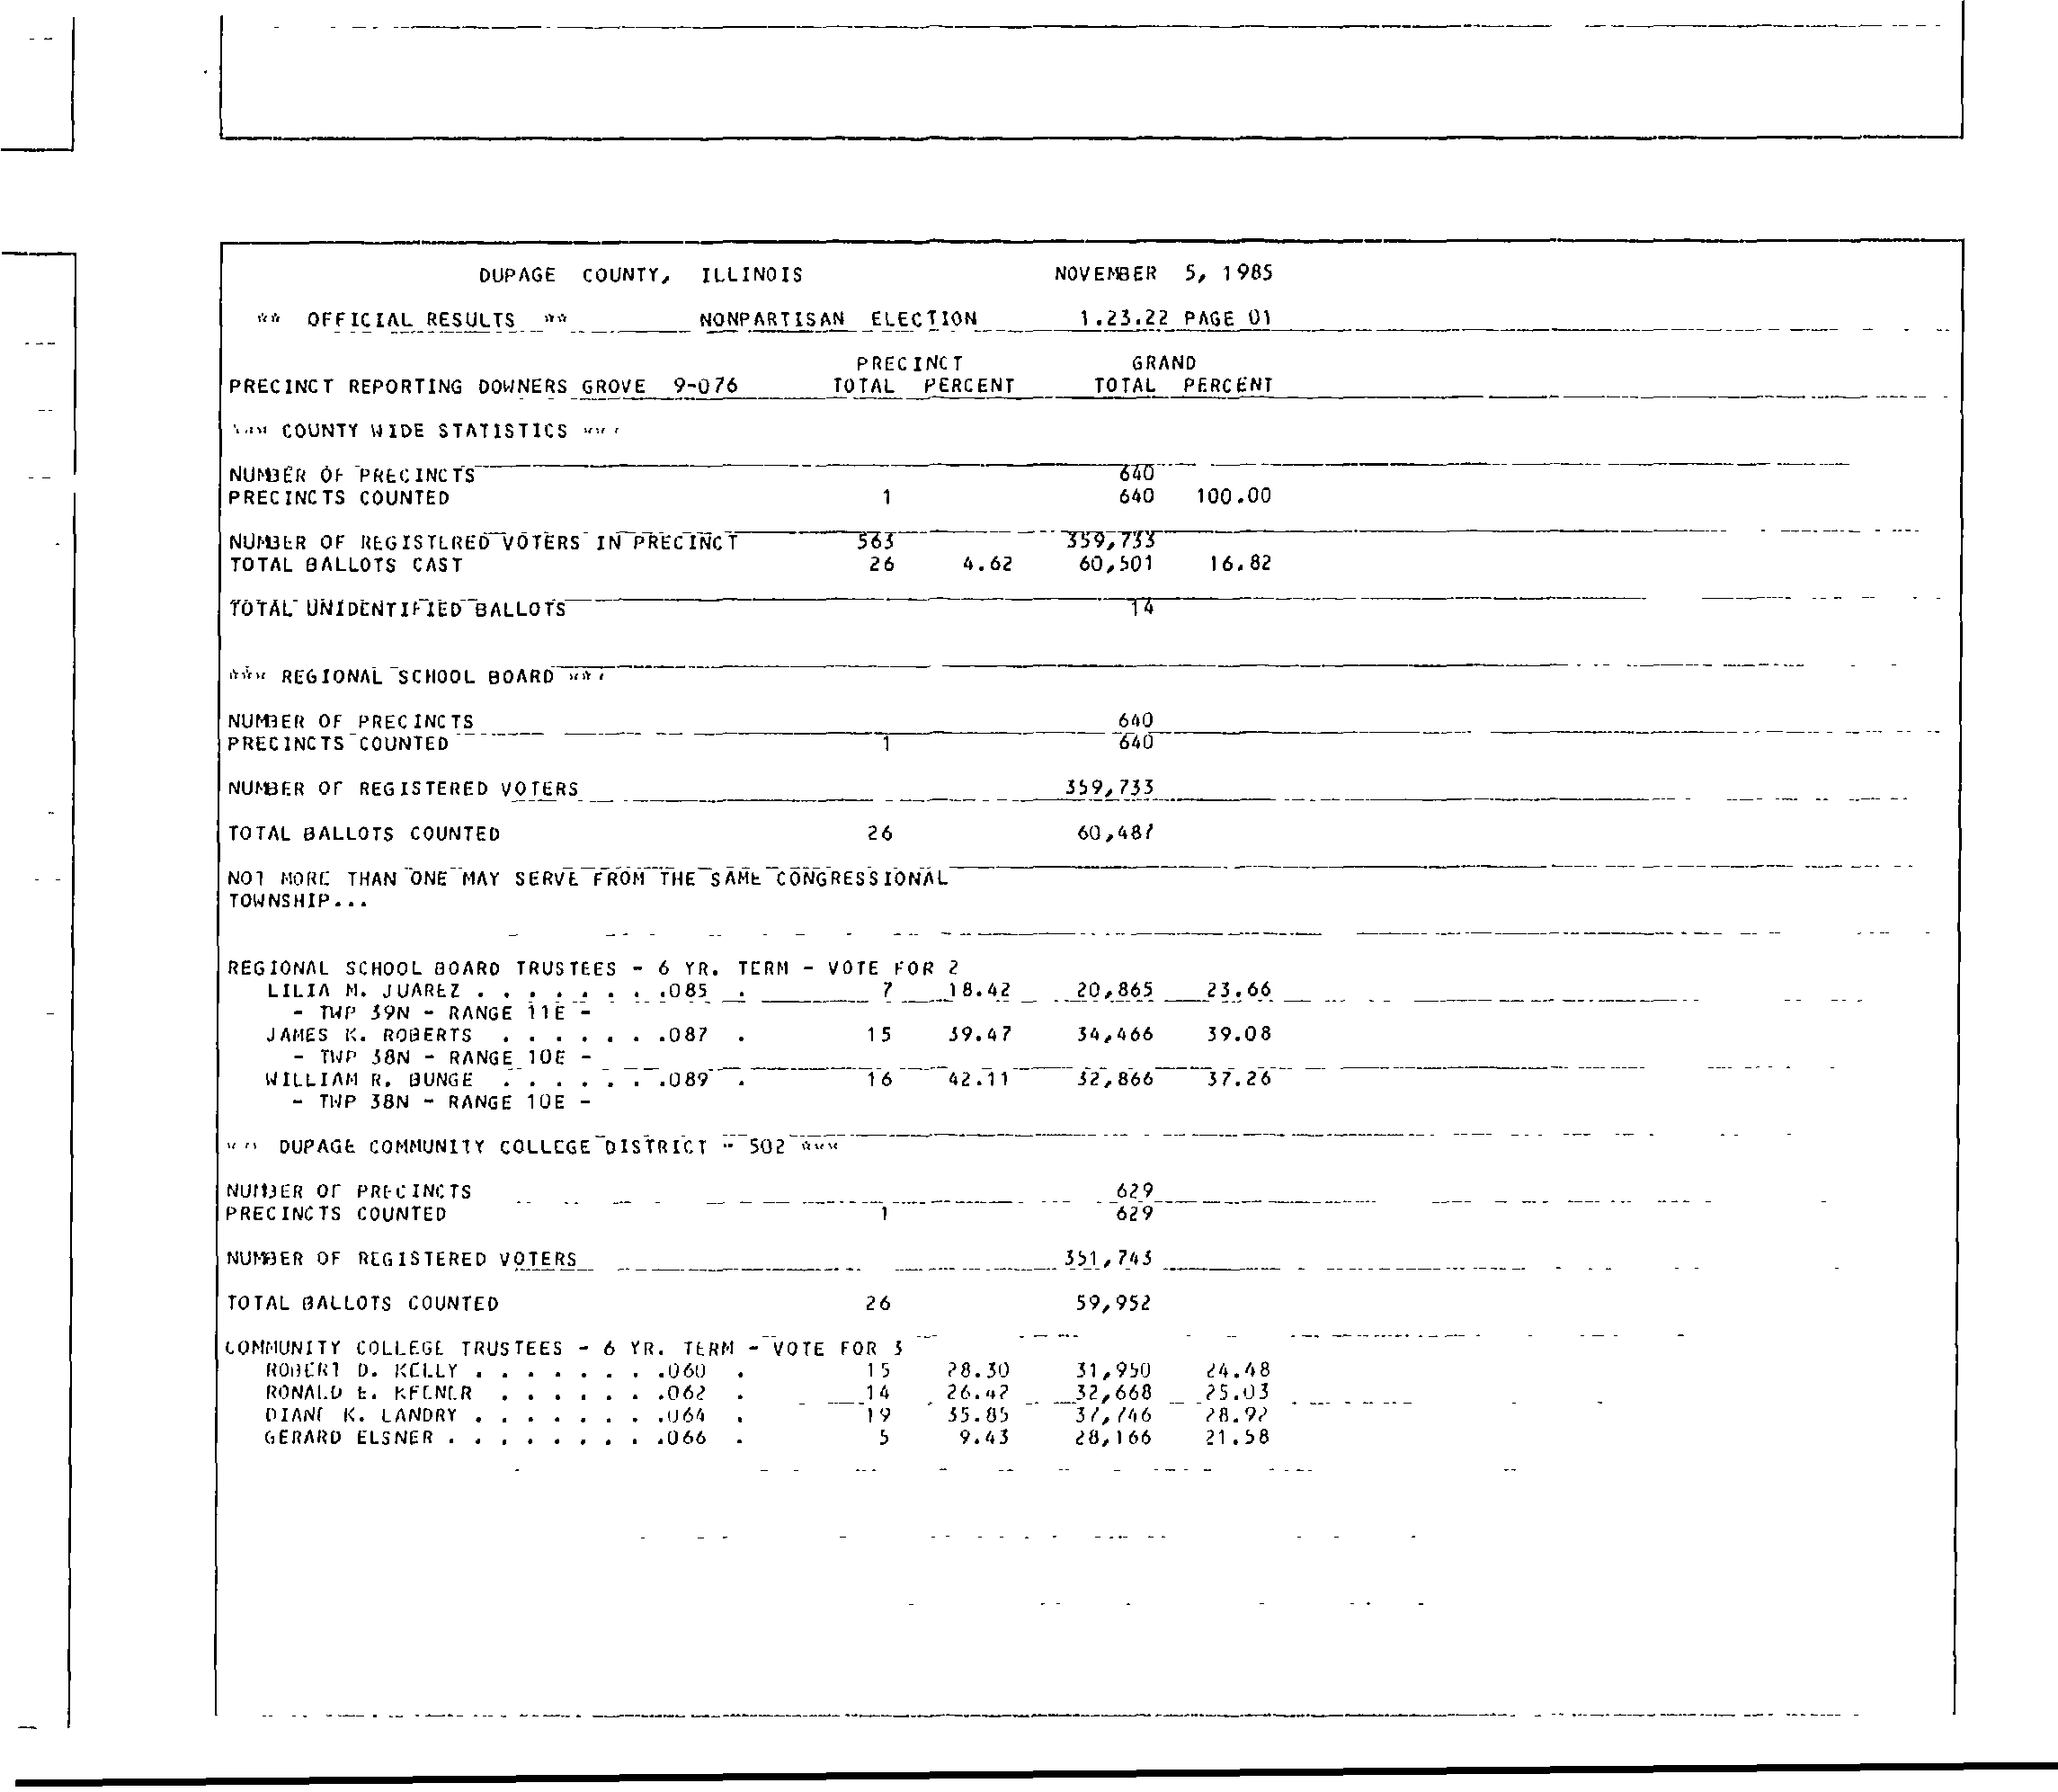 DUPAGE COUNTY, ILLINOIS NOVEMBER 5, 1985
** OFFICIAL RESULTS ** NONPARTISAN ELECTION 1.23.22 PAGE 01
PRECINCT GRAND
PRECINCT REPORTING DOWNERS GROVE 9-076 TOTAL PERCENT TOTAL PERCENT
*** COUNTY WIDE STATISTICS ***
NUMBER OF PRECINCTS 640
PRECINCTS COUNTED 1 640 100.00
NUMBER OF REGISTERED VOTERS IN PRECINCT 563 359,733
TOTAL BALLOTS CAST 26 4.62 60,501 16.82
TOTAL UNIDENTIFIED BALLOTS 14
*** REGIONAL SCHOOL BOARD ***
NUMBER OF PRECINCTS 640
PRECINCTS COUNTED 1 640
NUMBER OF REGISTERED VOTERS 359,733
TOTAL BALLOTS COUNTED 26 60,487
NOT MORE THAN ONE MAY SERVE FROM THE SAME CONGRESSIONAL
TOWNSHIP...
REGIONAL SCHOOL BOARD TRUSTEES - 6 YR. TERM - VOTE FOR 2
LILIA M. JUAREZ . . . . . . . .085 . 7 18.42 20,865 23.66
- TWP 39N - RANGE 11E -
JAMES K. ROBERTS . . . . . . .087 . 15 39.47 34,466 39.08
- TWP 38N - RANGE 10E -
WILLIAM R. BUNGE . . . . . . .089 . 16 42.11 32,866 37.26
- TWP 38N - RANGE 10E -
*** DUPAGE COMMUNITY COLLEGE DISTRICT - 502 ***
NUMBER OF PRECINCTS 629
PRECINCTS COUNTED 1 629
NUMBER OF REGISTERED VOTERS 351,743
TOTAL BALLOTS COUNTED 26 59,952
COMMUNITY COLLEGE TRUSTEES - 6 YR. TERM - VOTE FOR 3
ROBERT D. KELLY . . . . . . . .060 . 15 28.30 31,950 24.48
RONALD E. KEENER . . . . . . .062 . 14 26.42 32,668 25.03
DIANE K. LANDRY . . . . . . . .064 . 19 35.85 37,746 28.92
GERARD ELSNER . . . . . . . . .066 . 5 9.43 28,166 21.58